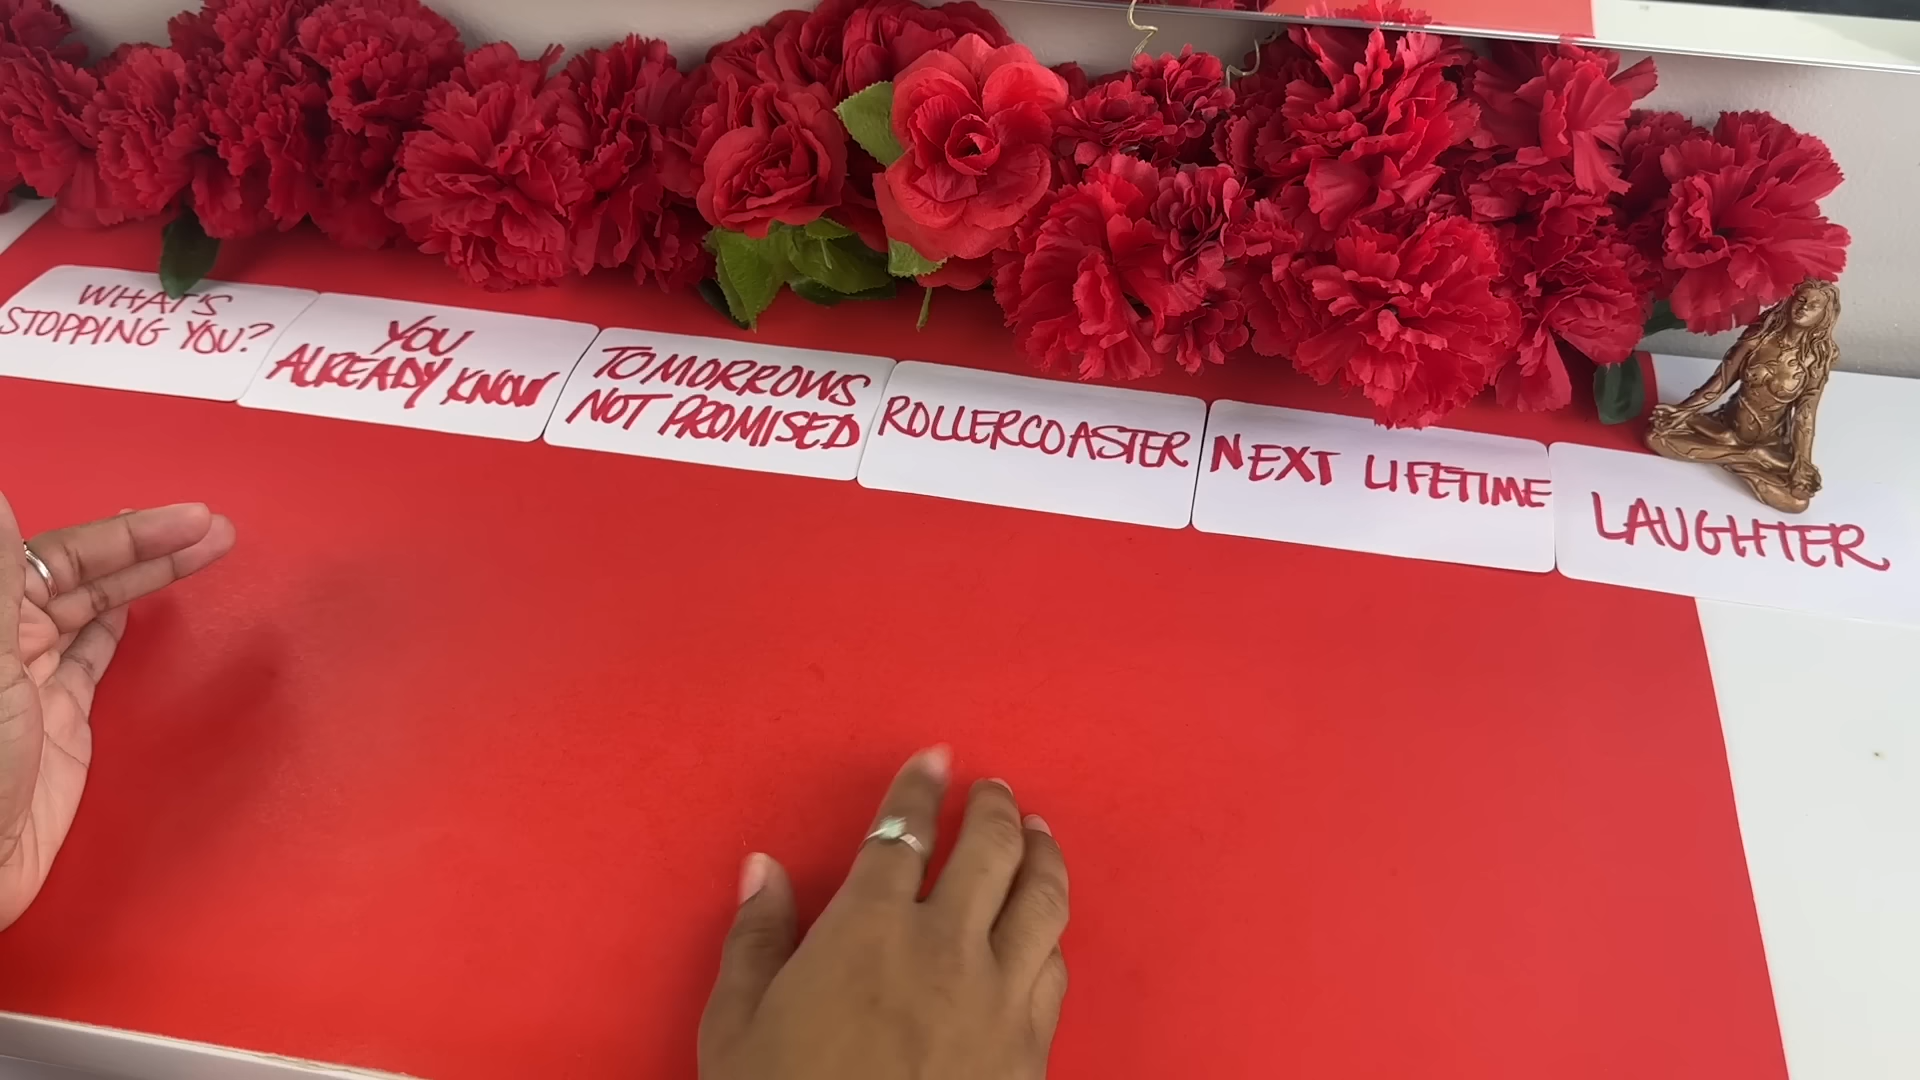 WHAT'S
STOPPING YOU?
YOU
ALREADY KNOW
TOMORROWS
NOT PROMISED
ROLLERCOASTER
NEXT LIFETIME
LAUGHTER